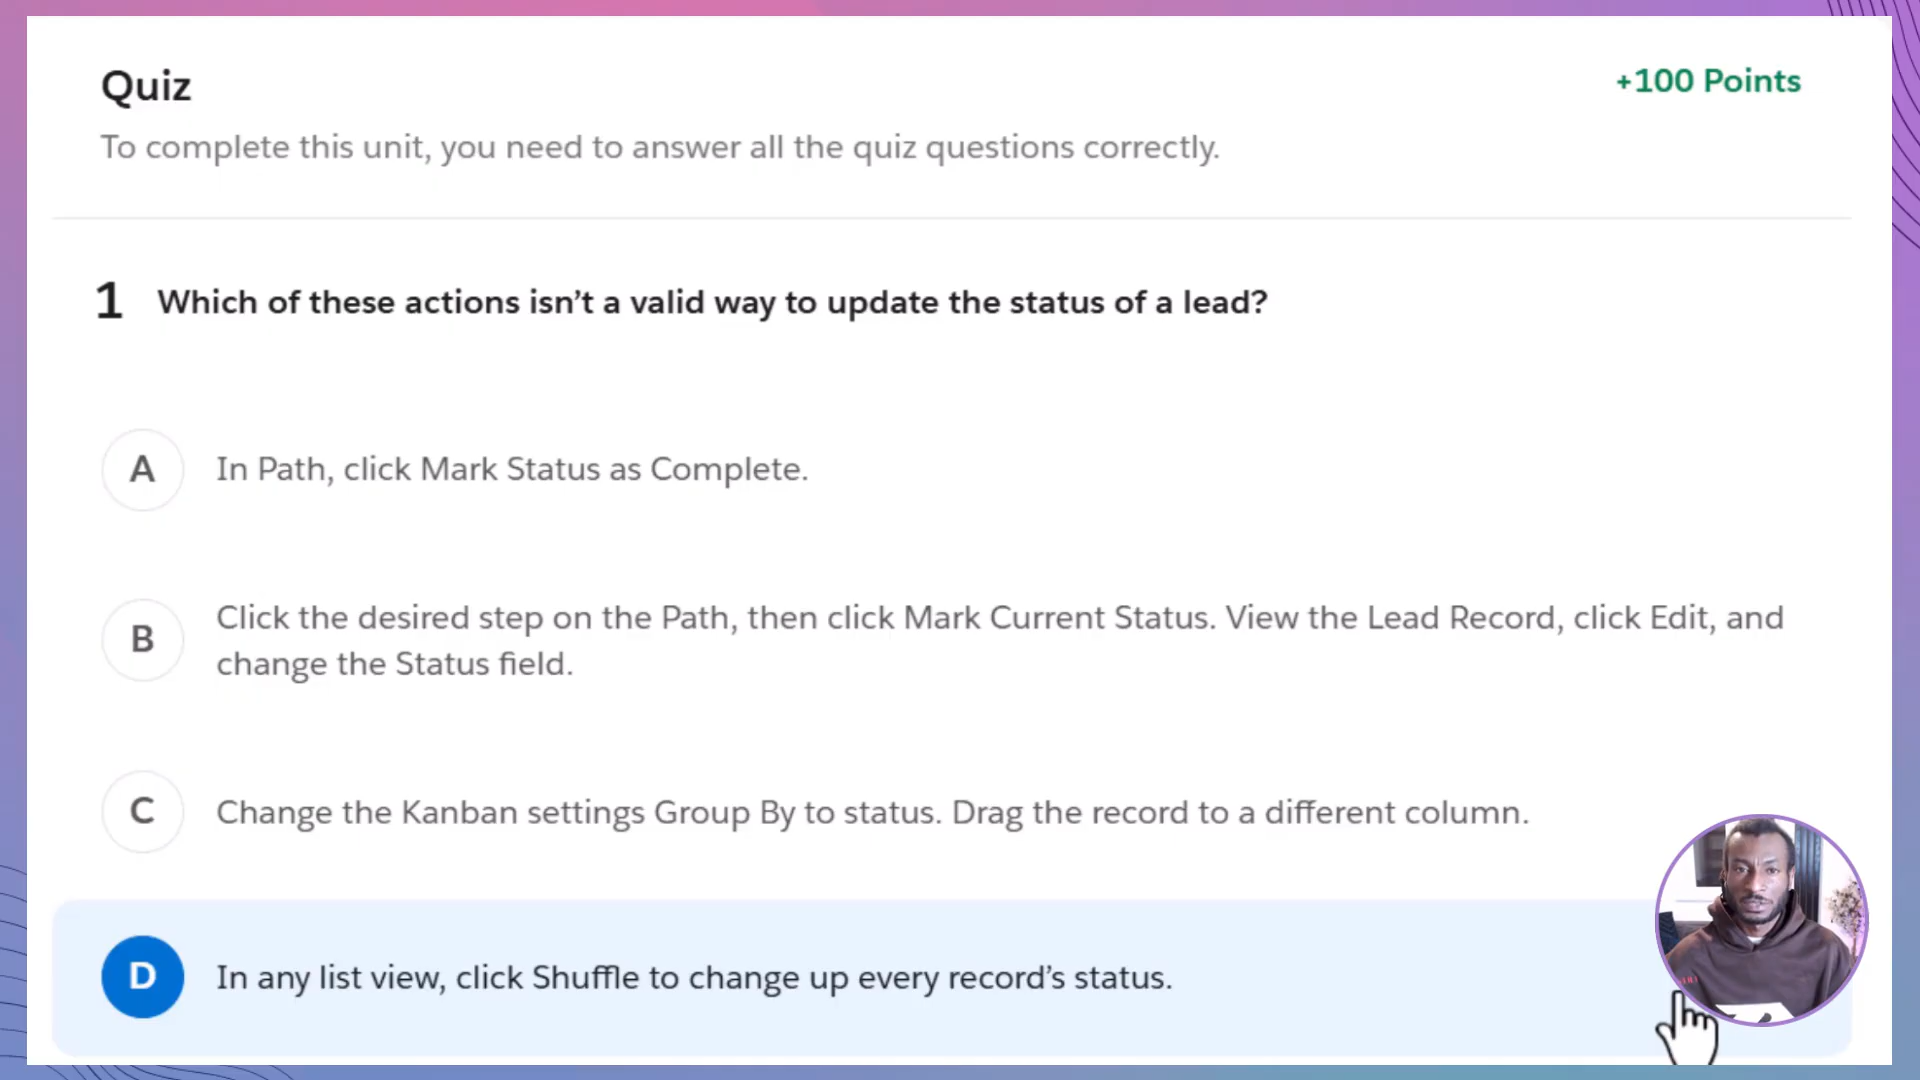 Quiz
+100 Points
To complete this unit, you need to answer all the quiz questions correctly.
1 Which of these actions isn’t a valid way to update the status of a lead?
A In Path, click Mark Status as Complete.
B Click the desired step on the Path, then click Mark Current Status. View the Lead Record, click Edit, and
change the Status field.
C Change the Kanban settings Group By to status. Drag the record to a different column.
D In any list view, click Shuffle to change up every record’s status.